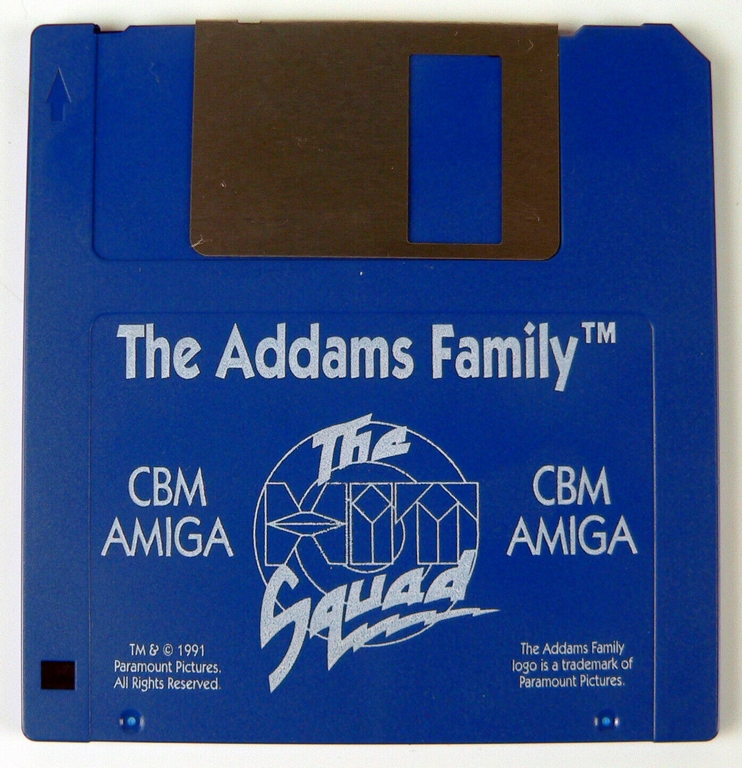 The Addams Family™
The
HIT
Squad
CBM
AMIGA
CBM
AMIGA
TM & © 1991
Paramount Pictures.
All Rights Reserved.
The Addams Family
logo is a trademark of
Paramount Pictures.